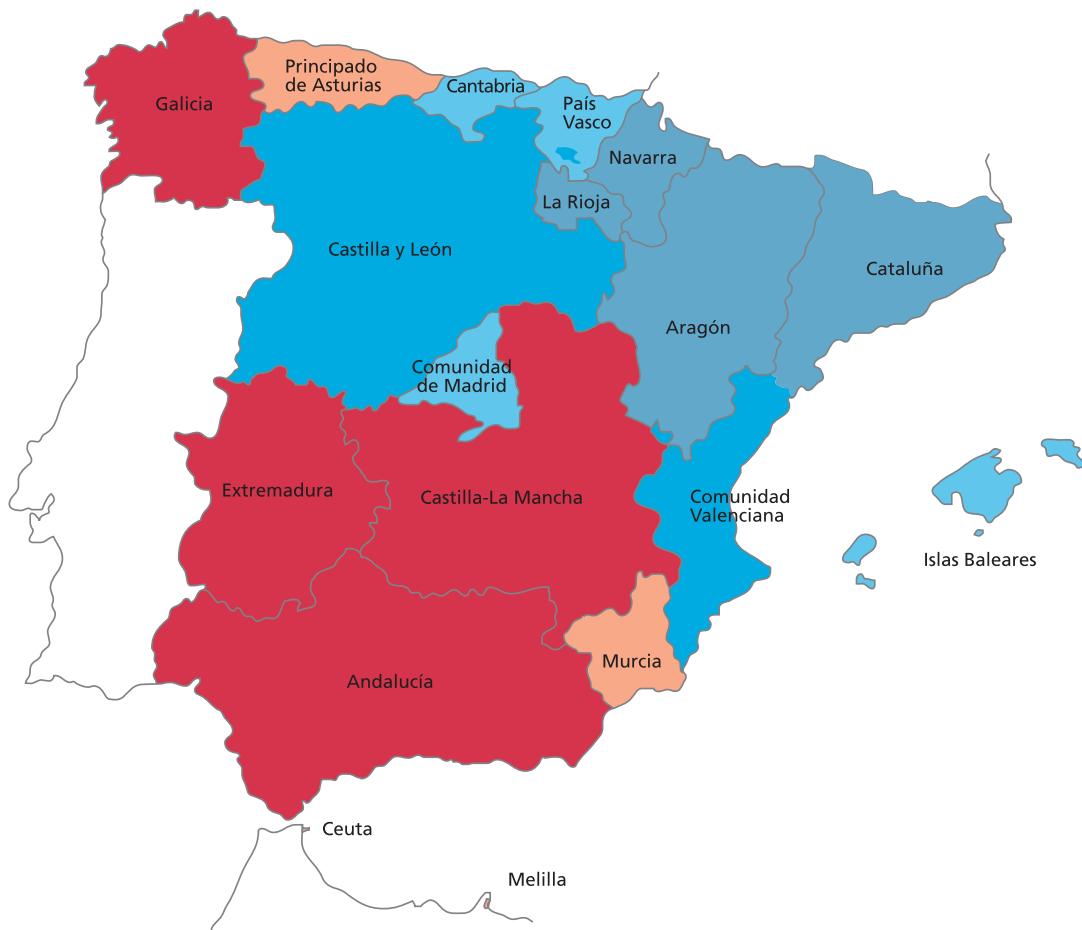 Principado
de Asturias
Cantabria
País
Vasco
Galicia
Navarra
La Rioja
Castilla y León
Cataluña
Aragón
Comunidad
de Madrid
Extremadura
Castilla-La Mancha
Comunidad
Valenciana
Islas Baleares
Murcia
Andalucía
Ceuta
Melilla